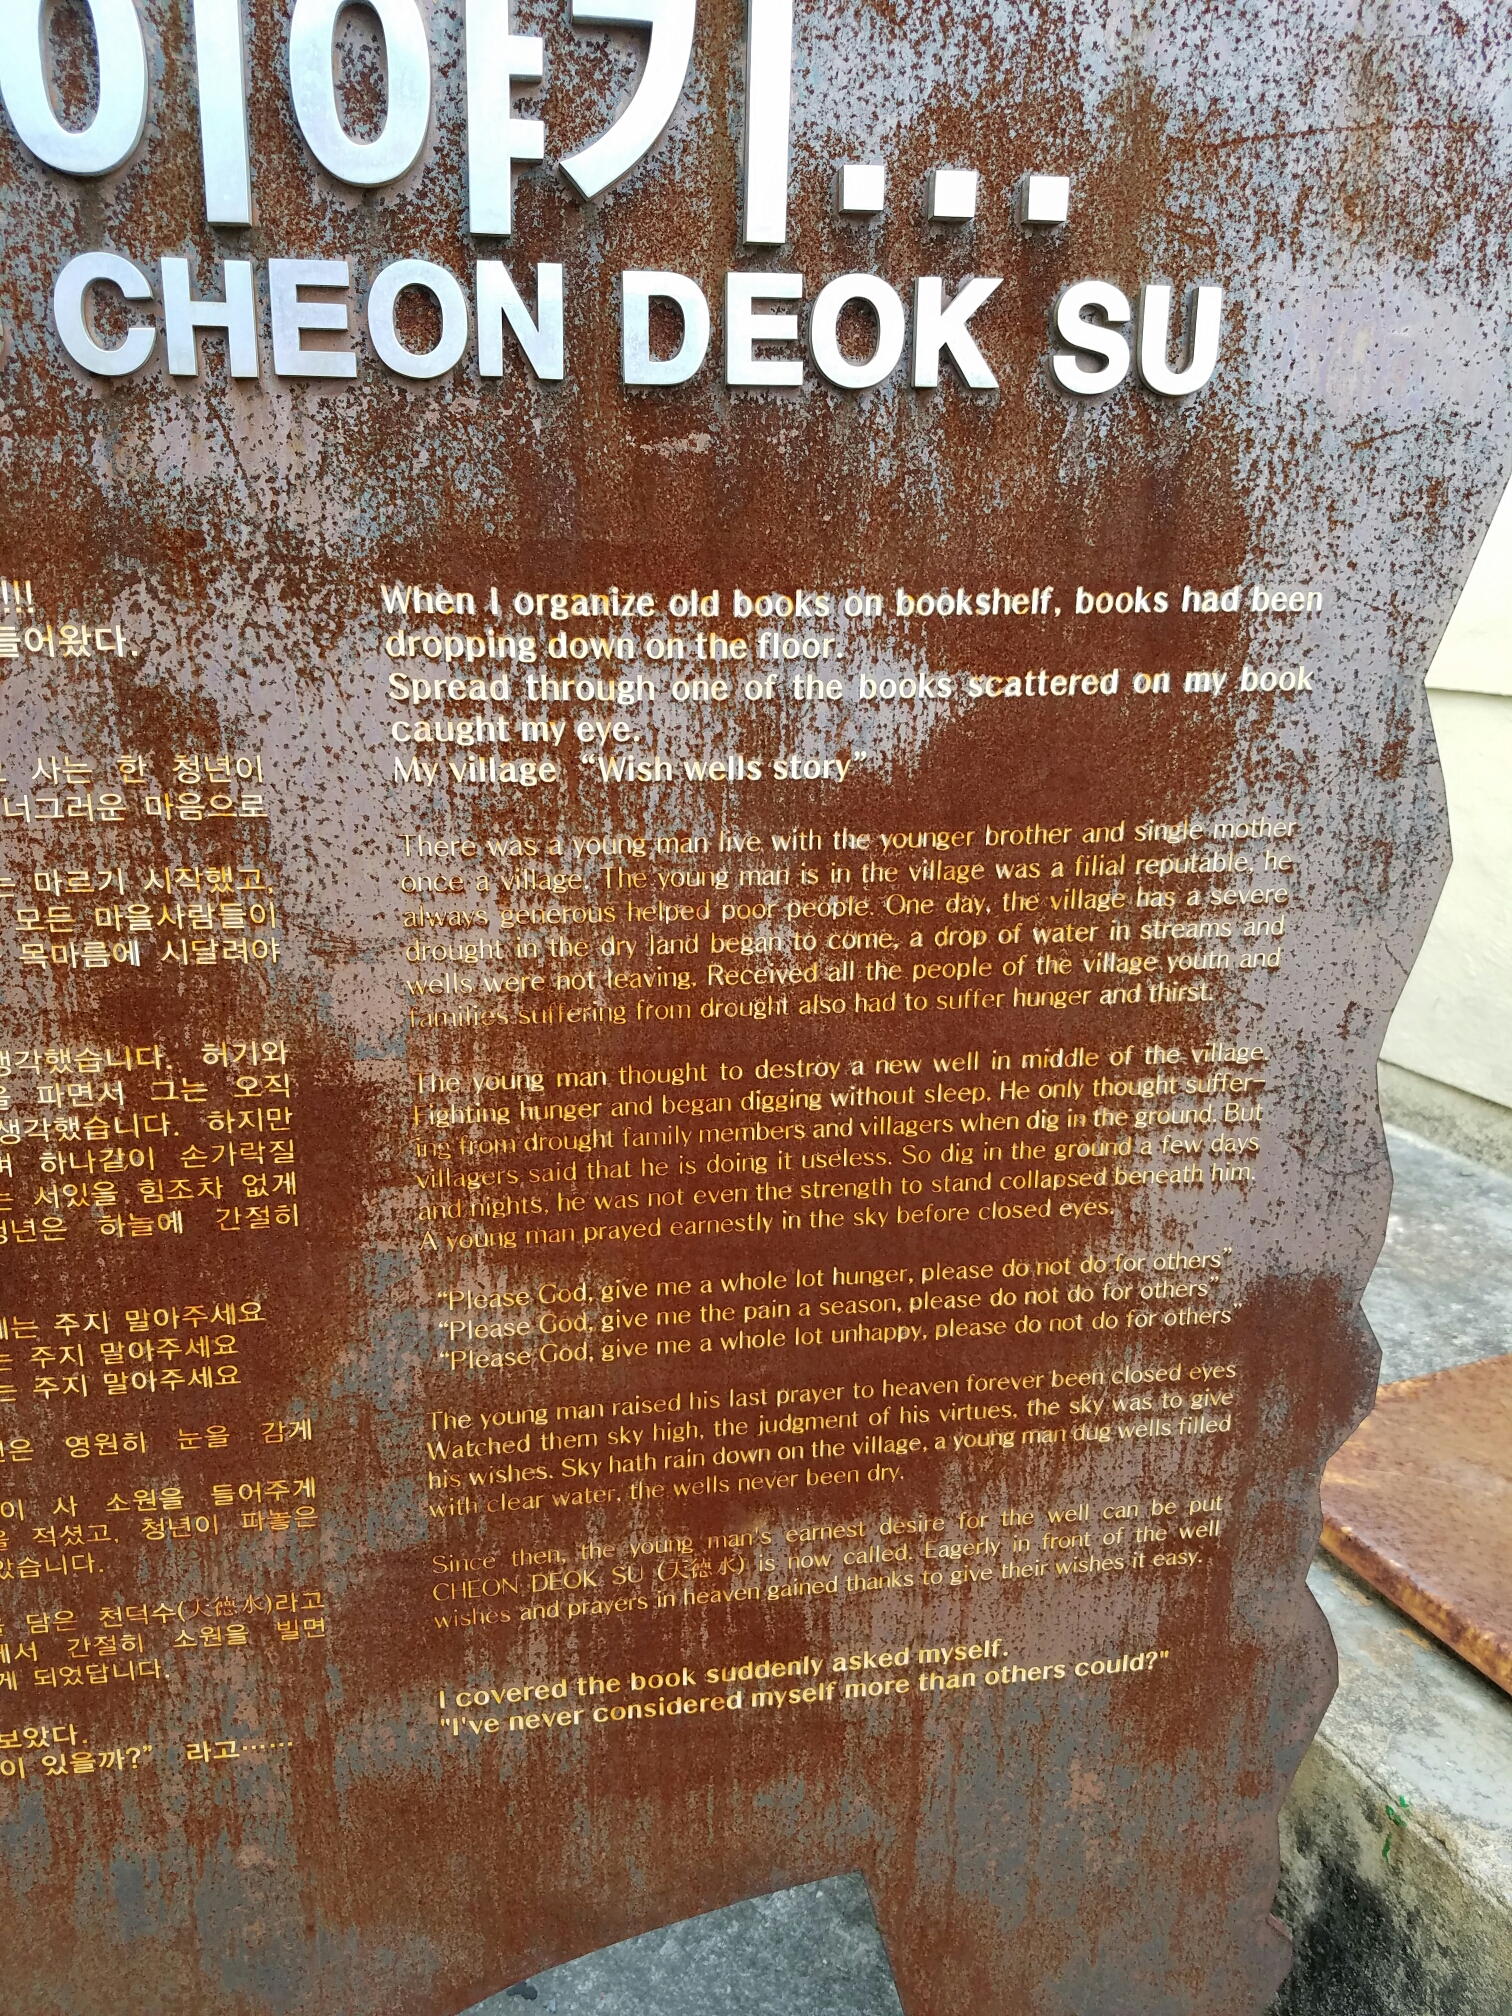 이야기...
CHEON DEOK SU
!!!
들어왔다.
사는 한 청년이
너그러운 마음으로
는 마르기 시작했고,
모든 마을사람들이
목마름에 시달려야
생각했습니다. 허기와
을 파면서 그는 오직
생각했습니다. 하지만
며 하나같이 손가락질
는 서있을 힘조차 없게
청년은 하늘에 간절히
게는 주지 말아주세요
는 주지 말아주세요
는 주지 말아주세요
은 영원히 눈을 감게
이 사 소원을 들어주게
을 적셨고, 청년이 파놓은
았습니다.
을 담은 천덕수(天德水)라고
에서 간절히 소원을 빌면
게 되었답니다.
보았다.
이 있을까?” 라고……
When I organize old books on bookshelf, books had been
dropping down on the floor.
Spread through one of the books scattered on my book
caught my eye.
My village “Wish wells story”
There was a young man live with the younger brother and single mother
once a village. The young man is in the village was a filial reputable, he
always generous helped poor people. One day, the village has a severe
drought in the dry land began to come, a drop of water in streams and
wells were not leaving. Received all the people of the village youth and
families suffering from drought also had to suffer hunger and thirst.
The young man thought to destroy a new well in middle of the village.
Fighting hunger and began digging without sleep. He only thought suffer-
ing from drought family members and villagers when dig in the ground. But
villagers said that he is doing it useless. So dig in the ground a few days
and nights, he was not even the strength to stand collapsed beneath him.
A young man prayed earnestly in the sky before closed eyes.
“Please God, give me a whole lot hunger, please do not do for others”
“Please God, give me the pain a season, please do not do for others”
“Please God, give me a whole lot unhappy, please do not do for others”
The young man raised his last prayer to heaven forever been closed eyes
Watched them sky high, the judgment of his virtues, the sky was to give
his wishes. Sky hath rain down on the village, a young man dug wells filled
with clear water, the wells never been dry.
Since then, the young man's earnest desire for the well can be put
CHEON DEOK SU (天德水) is now called. Eagerly in front of the well
wishes and prayers in heaven gained thanks to give their wishes it easy.
I covered the book suddenly asked myself.
"I've never considered myself more than others could?"